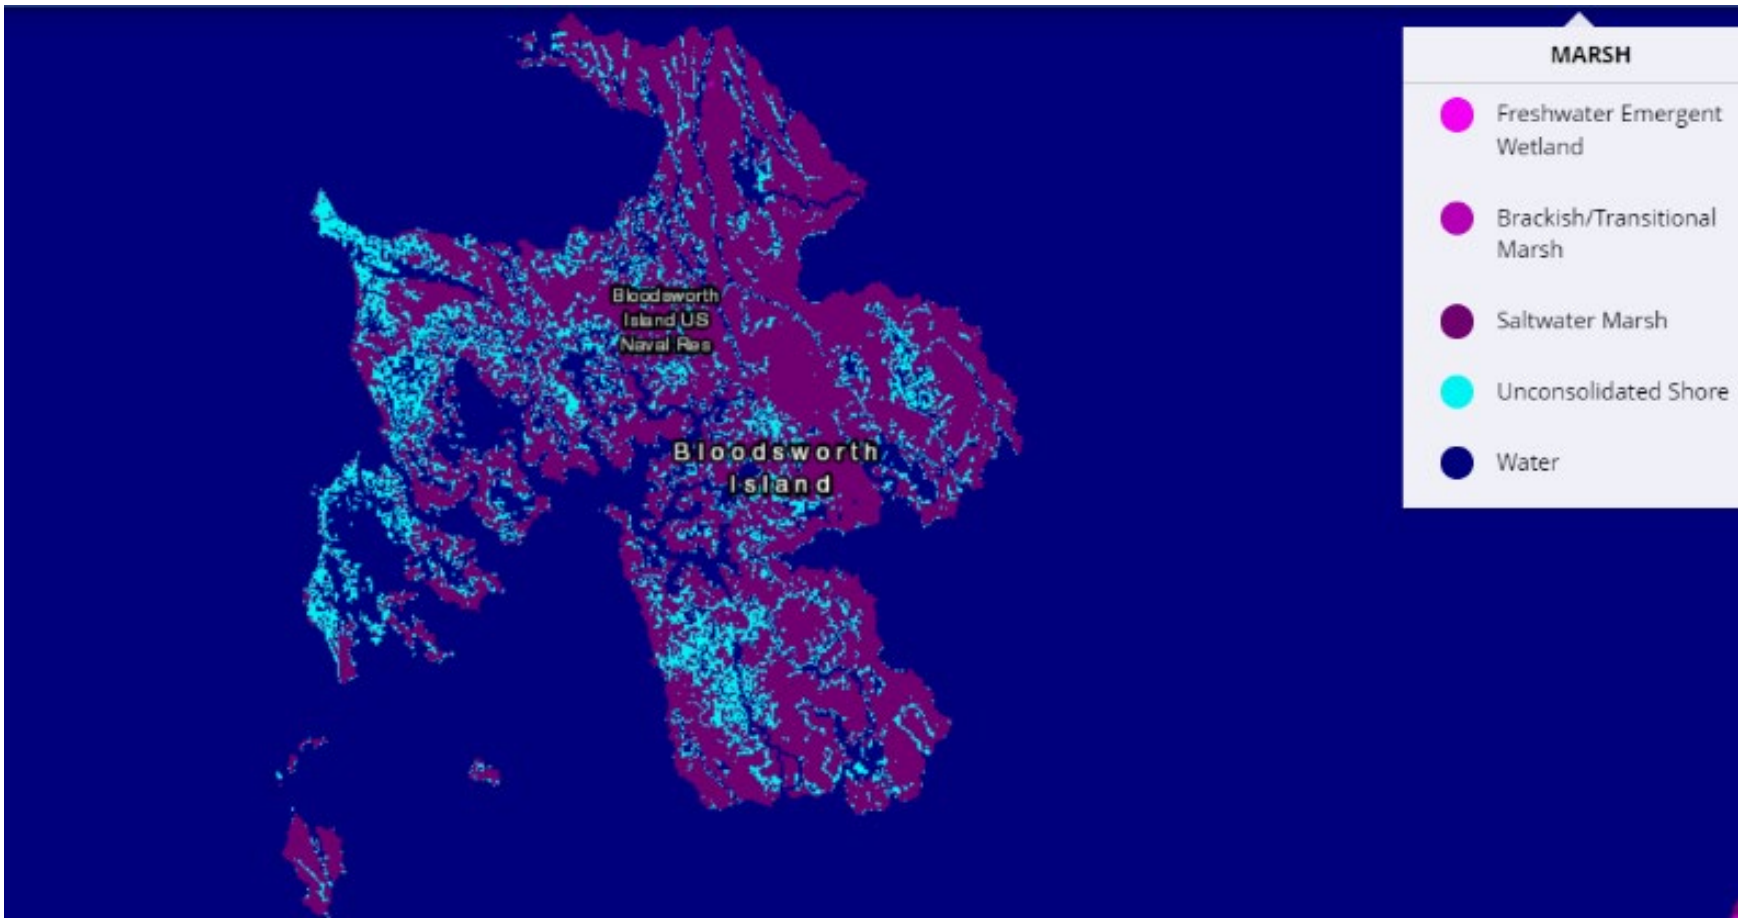 MARSH
Freshwater Emergent
Wetland
Brackish/Transitional
Marsh
Saltwater Marsh
Unconsolidated Shore
Water
Bloodsworth
Island US
Naval Res
Bloodsworth
Island